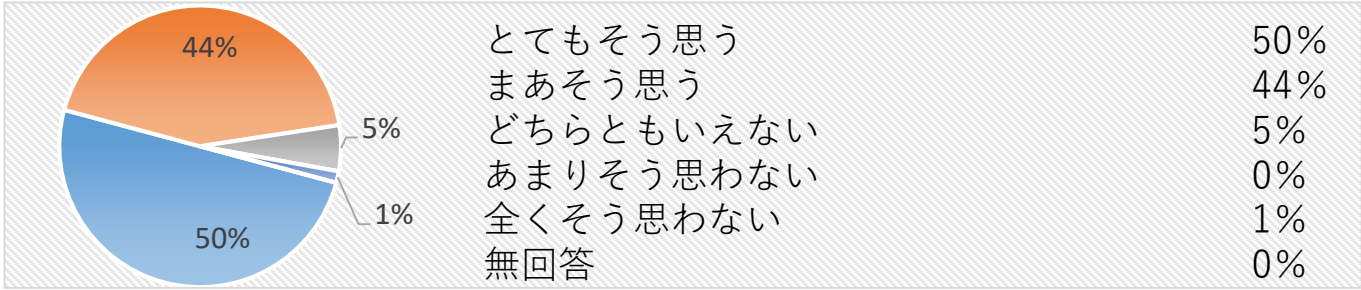 44%
5%
1%
50%
とてもそう思う 50%
まあそう思う 44%
どちらともいえない 5%
あまりそう思わない 0%
全くそう思わない 1%
無回答 0%